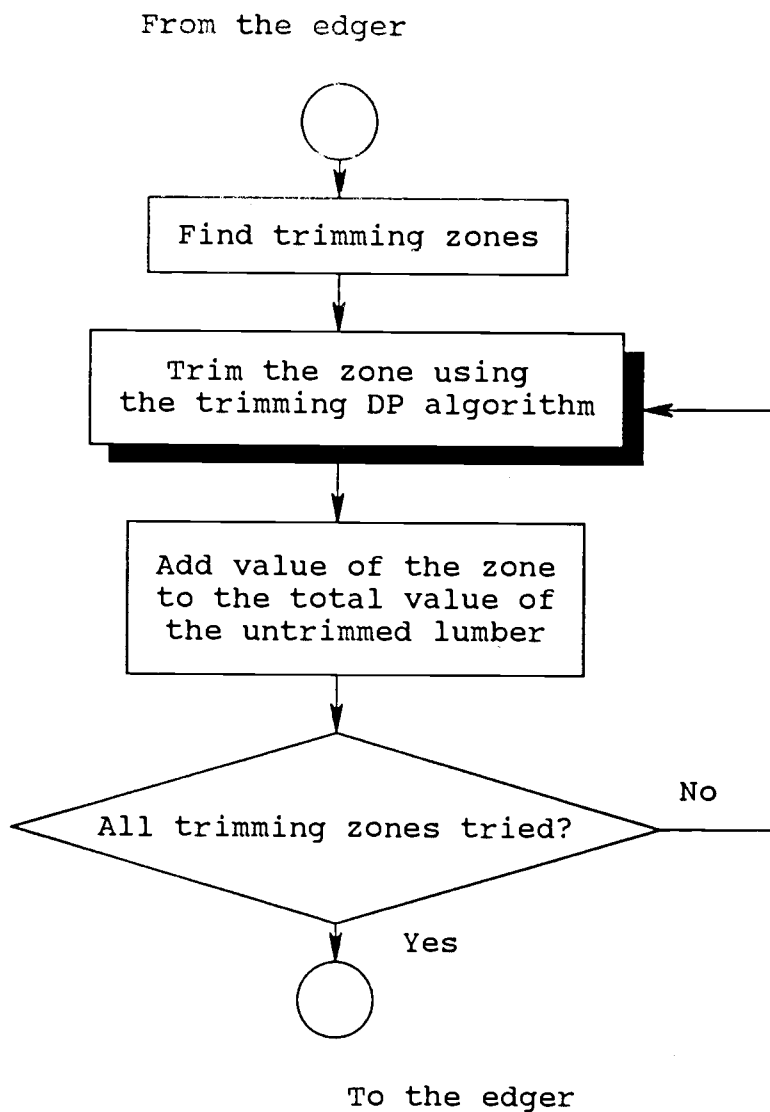 From the edger
Find trimming zones
Trim the zone using
the trimming DP algorithm
Add value of the zone
to the total value of
the untrimmed lumber
All trimming zones tried?
No
Yes
To the edger